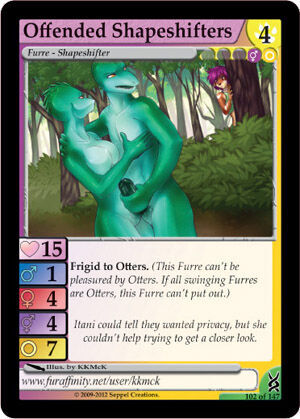 Offended Shapeshifters
4
Furre - Shapeshifter
15
1
4
4
7
Frigid to Otters. (This Furre can't be
pleasured by Otters. If all swinging Furres
are Otters, this Furre can't put out.)
Itani could tell they wanted privacy, but she
couldn't help trying to get a closer look.
Illus. by KKMcK
www.furaffinity.net/user/kkmck
102 of 147
© 2009-2012 Seppel Creations.